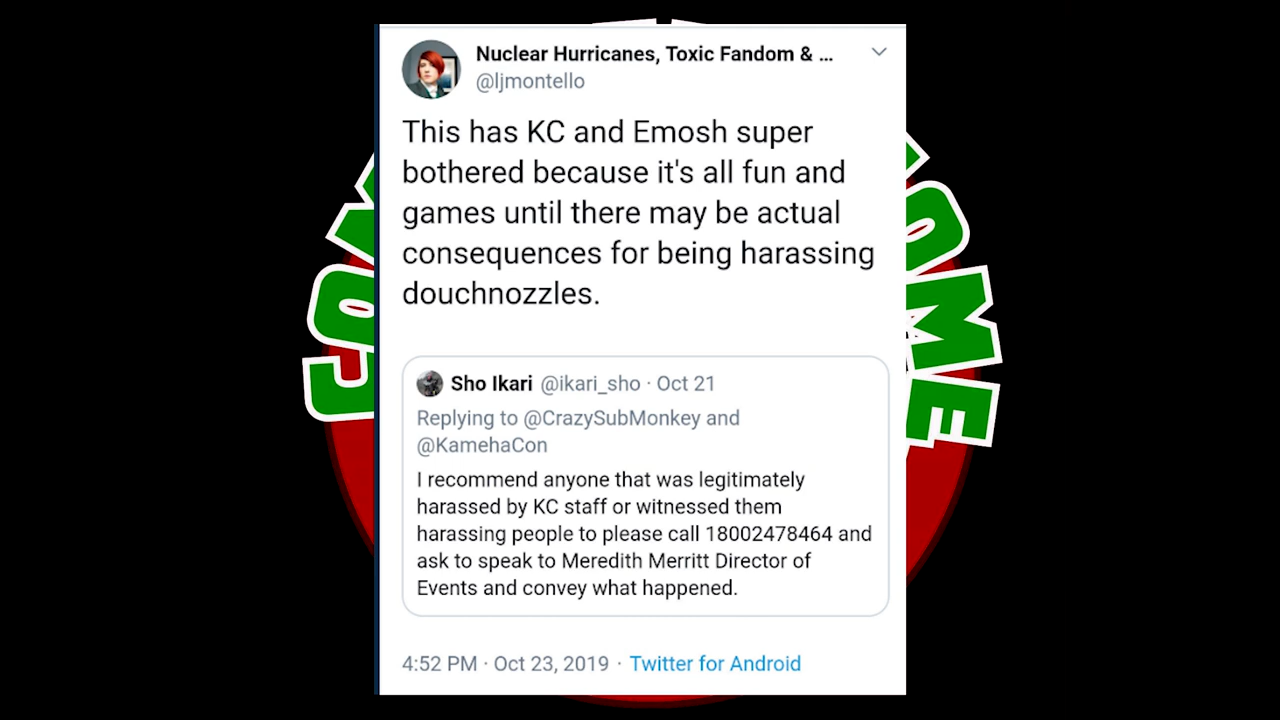 Nuclear Hurricanes, Toxic Fandom & ...
@ljmontello
This has KC and Emosh super
bothered because it's all fun and
games until there may be actual
consequences for being harassing
douchnozzles.
Sho Ikari @ikari_sho · Oct 21
Replying to @CrazySubMonkey and
@KamehaCon
I recommend anyone that was legitimately
harassed by KC staff or witnessed them
harassing people to please call 18002478464 and
ask to speak to Meredith Merritt Director of
Events and convey what happened.
4:52 PM · Oct 23, 2019 · Twitter for Android